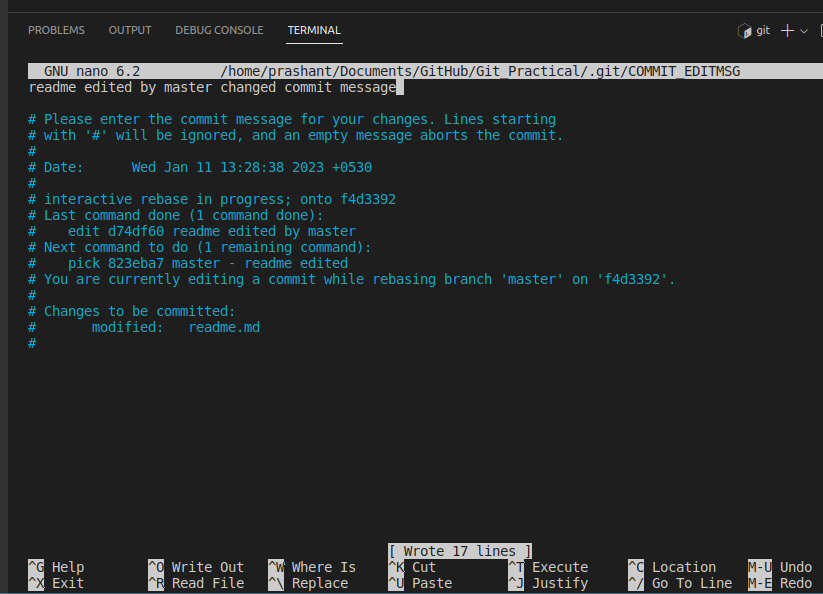 PROBLEMS OUTPUT DEBUG CONSOLE TERMINAL git
GNU nano 6.2 /home/prashant/Documents/GitHub/Git_Practical/.git/COMMIT_EDITMSG
readme edited by master changed commit message
# Please enter the commit message for your changes. Lines starting
# with '#' will be ignored, and an empty message aborts the commit.
#
# Date: Wed Jan 11 13:28:38 2023 +0530
#
# interactive rebase in progress; onto f4d3392
# Last command done (1 command done):
# edit d74df60 readme edited by master
# Next command to do (1 remaining command):
# pick 823eba7 master - readme edited
# You are currently editing a commit while rebasing branch 'master' on 'f4d3392'.
#
# Changes to be committed:
# modified: readme.md
#
[ Wrote 17 lines ]
^G Help ^O Write Out ^W Where Is ^K Cut ^T Execute ^C Location M-U Undo
^X Exit ^R Read File ^\ Replace ^U Paste ^J Justify ^/ Go To Line M-E Redo